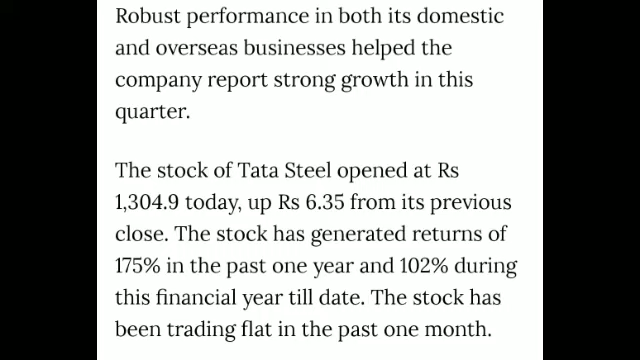 Robust performance in both its domestic
and overseas businesses helped the
company report strong growth in this
quarter.
The stock of Tata Steel opened at Rs
1,304.9 today, up Rs 6.35 from its previous
close. The stock has generated returns of
175% in the past one year and 102% during
this financial year till date. The stock has
been trading flat in the past one month.